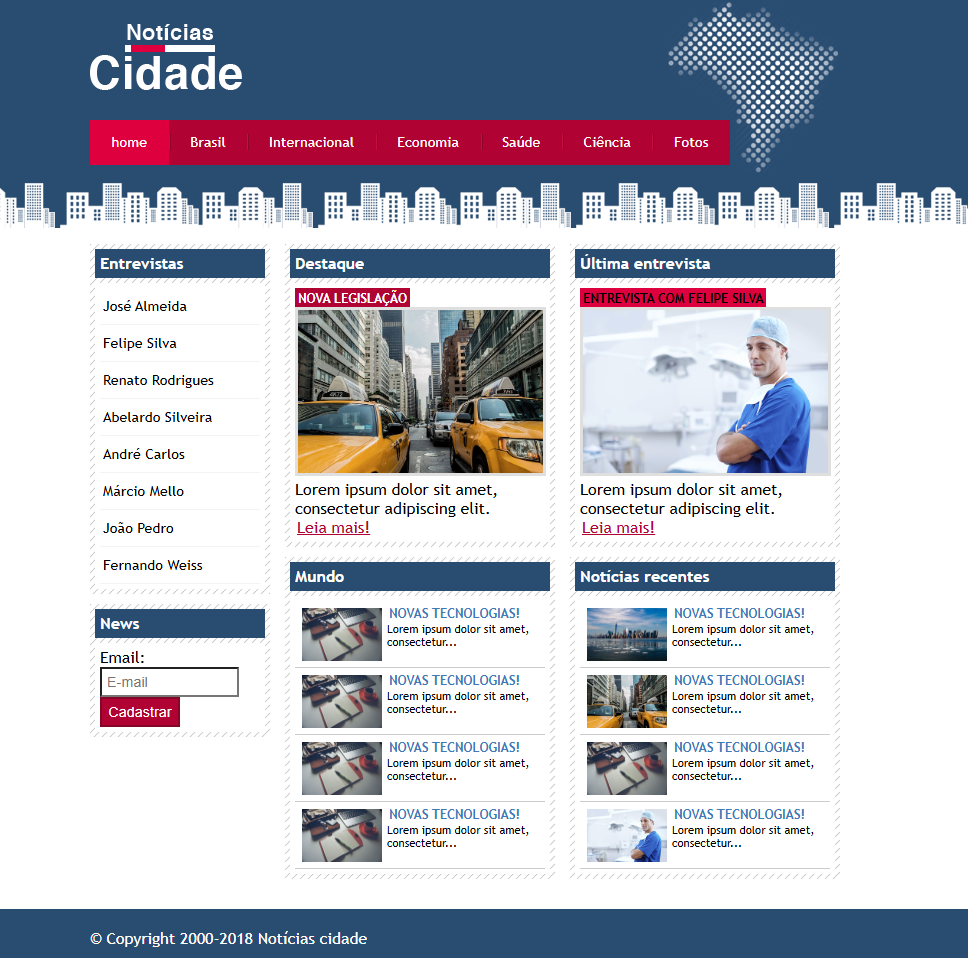 Notícias
Cidade
home Brasil Internacional Economia Saúde Ciência Fotos
Entrevistas
José Almeida
Felipe Silva
Renato Rodrigues
Abelardo Silveira
André Carlos
Márcio Mello
João Pedro
Fernando Weiss
News
Email:
E-mail
Cadastrar
Destaque
NOVA LEGISLAÇÃO
Lorem ipsum dolor sit amet,
consectetur adipiscing elit.
Leia mais!
Última entrevista
ENTREVISTA COM FELIPE SILVA
Lorem ipsum dolor sit amet,
consectetur adipiscing elit.
Leia mais!
Mundo
NOVAS TECNOLOGIAS!
Lorem ipsum dolor sit amet,
consectetur...
NOVAS TECNOLOGIAS!
Lorem ipsum dolor sit amet,
consectetur...
NOVAS TECNOLOGIAS!
Lorem ipsum dolor sit amet,
consectetur...
NOVAS TECNOLOGIAS!
Lorem ipsum dolor sit amet,
consectetur...
Notícias recentes
NOVAS TECNOLOGIAS!
Lorem ipsum dolor sit amet,
consectetur...
NOVAS TECNOLOGIAS!
Lorem ipsum dolor sit amet,
consectetur...
NOVAS TECNOLOGIAS!
Lorem ipsum dolor sit amet,
consectetur...
NOVAS TECNOLOGIAS!
Lorem ipsum dolor sit amet,
consectetur...
© Copyright 2000-2018 Notícias cidade